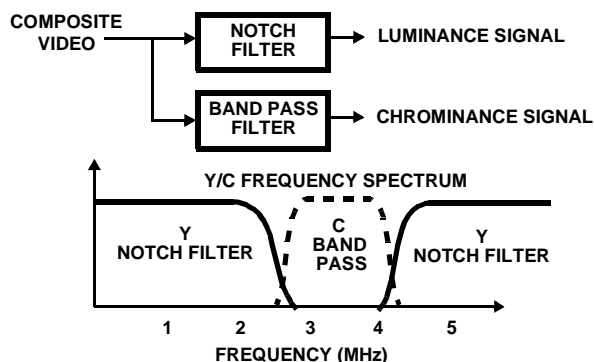 COMPOSITE
VIDEO
NOTCH
FILTER
LUMINANCE SIGNAL
BAND PASS
FILTER
CHROMINANCE SIGNAL
Y/C FREQUENCY SPECTRUM
Y
NOTCH FILTER
C
BAND
PASS
Y
NOTCH FILTER
1 2 3 4 5
FREQUENCY (MHz)